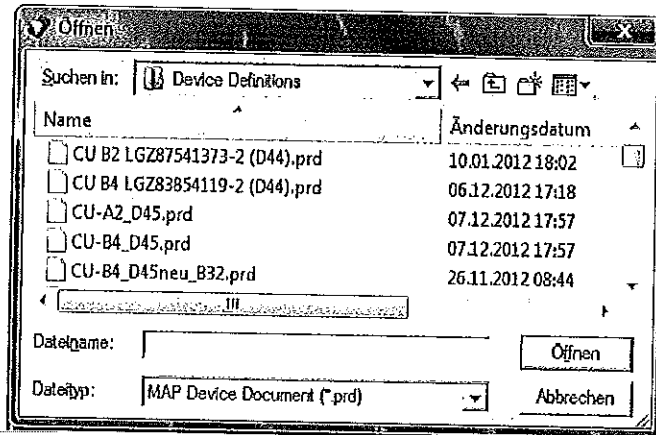 Öffnen
Suchen in: Device Definitions
Name Änderungsdatum
CU B2 LGZ87541373-2 (D44).prd 10.01.2012 18:02
CU B4 LGZ83854119-2 (D44).prd 06.12.2012 17:18
CU-A2_D45.prd 07.12.2012 17:57
CU-B4_D45.prd 07.12.2012 17:57
CU-B4_D45neu_B32.prd 26.11.2012 08:44
Dateiname: Öffnen
Dateityp: MAP Device Document (*.prd) Abbrechen